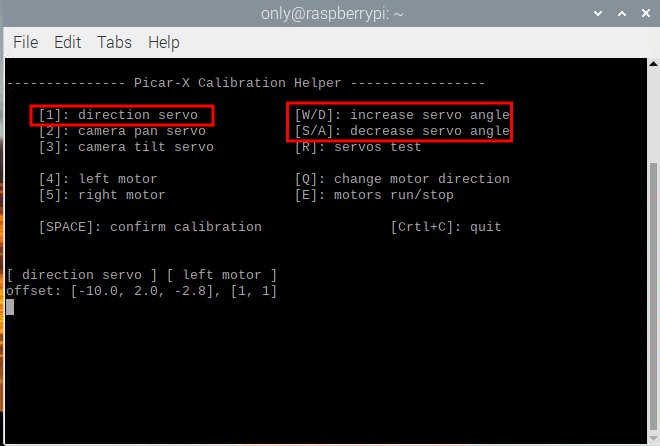 only@raspberrypi: ~
File Edit Tabs Help
--------------- Picar-X Calibration Helper -----------------
[1]: direction servo [W/D]: increase servo angle
[2]: camera pan servo [S/A]: decrease servo angle
[3]: camera tilt servo [R]: servos test
[4]: left motor [Q]: change motor direction
[5]: right motor [E]: motors run/stop
[SPACE]: confirm calibration [Crtl+C]: quit
[ direction servo ] [ left motor ]
offset: [-10.0, 2.0, -2.8], [1, 1]